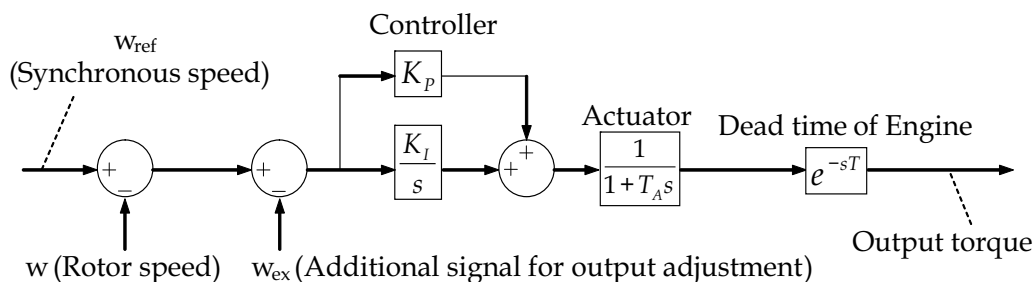 w_ref
(Synchronous speed)
Controller
K_P
K_I
s
Actuator
1
1+T_A s
Dead time of Engine
e^{-sT}
+
−
+
−
+
+
w (Rotor speed)
w_ex (Additional signal for output adjustment)
Output torque